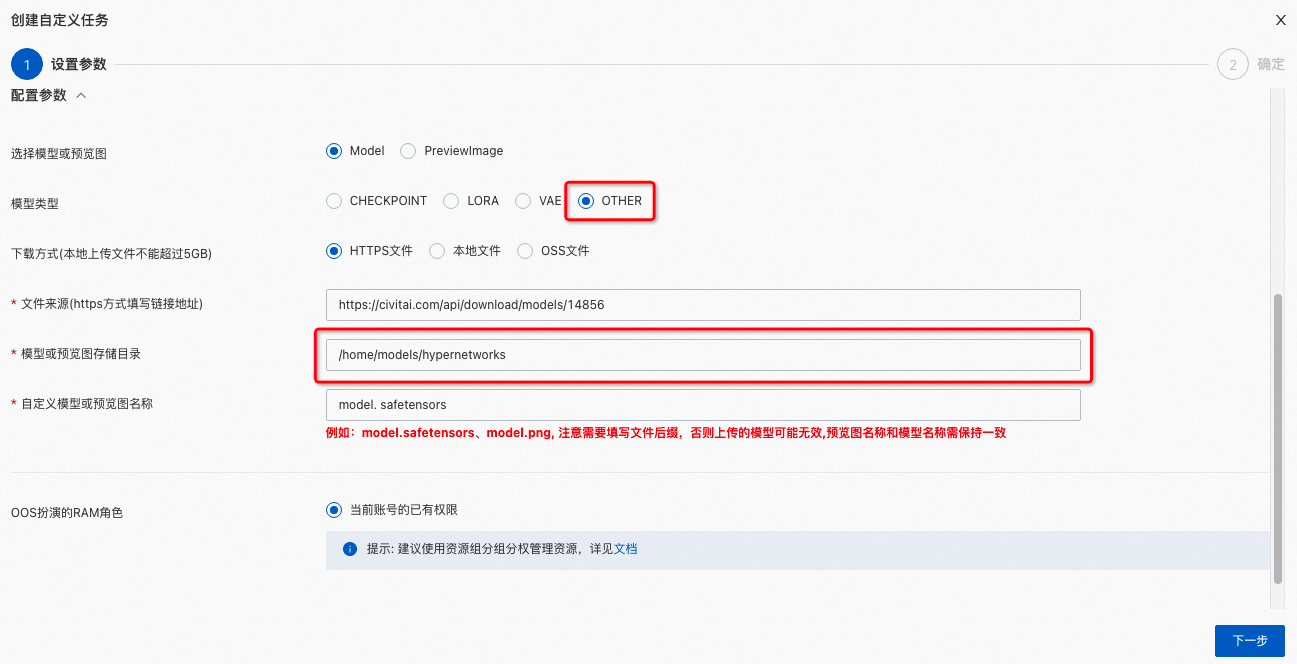 创建自定义任务 X
1 设置参数 2 确定
配置参数
选择模型或预览图 Model PreviewImage
模型类型 CHECKPOINT LORA VAE OTHER
下载方式(本地上传文件不能超过5GB) HTTPS文件 本地文件 OSS文件
* 文件来源(https方式填写链接地址) https://civitai.com/api/download/models/14856
* 模型或预览图存储目录 /home/models/hypernetworks
* 自定义模型或预览图名称 model. safetensors
例如：model.safetensors、model.png, 注意需要填写文件后缀，否则上传的模型可能无效,预览图名称和模型名称需保持一致
OOS扮演的RAM角色 当前账号的已有权限
提示: 建议使用资源组分组分权管理资源，详见文档
下一步